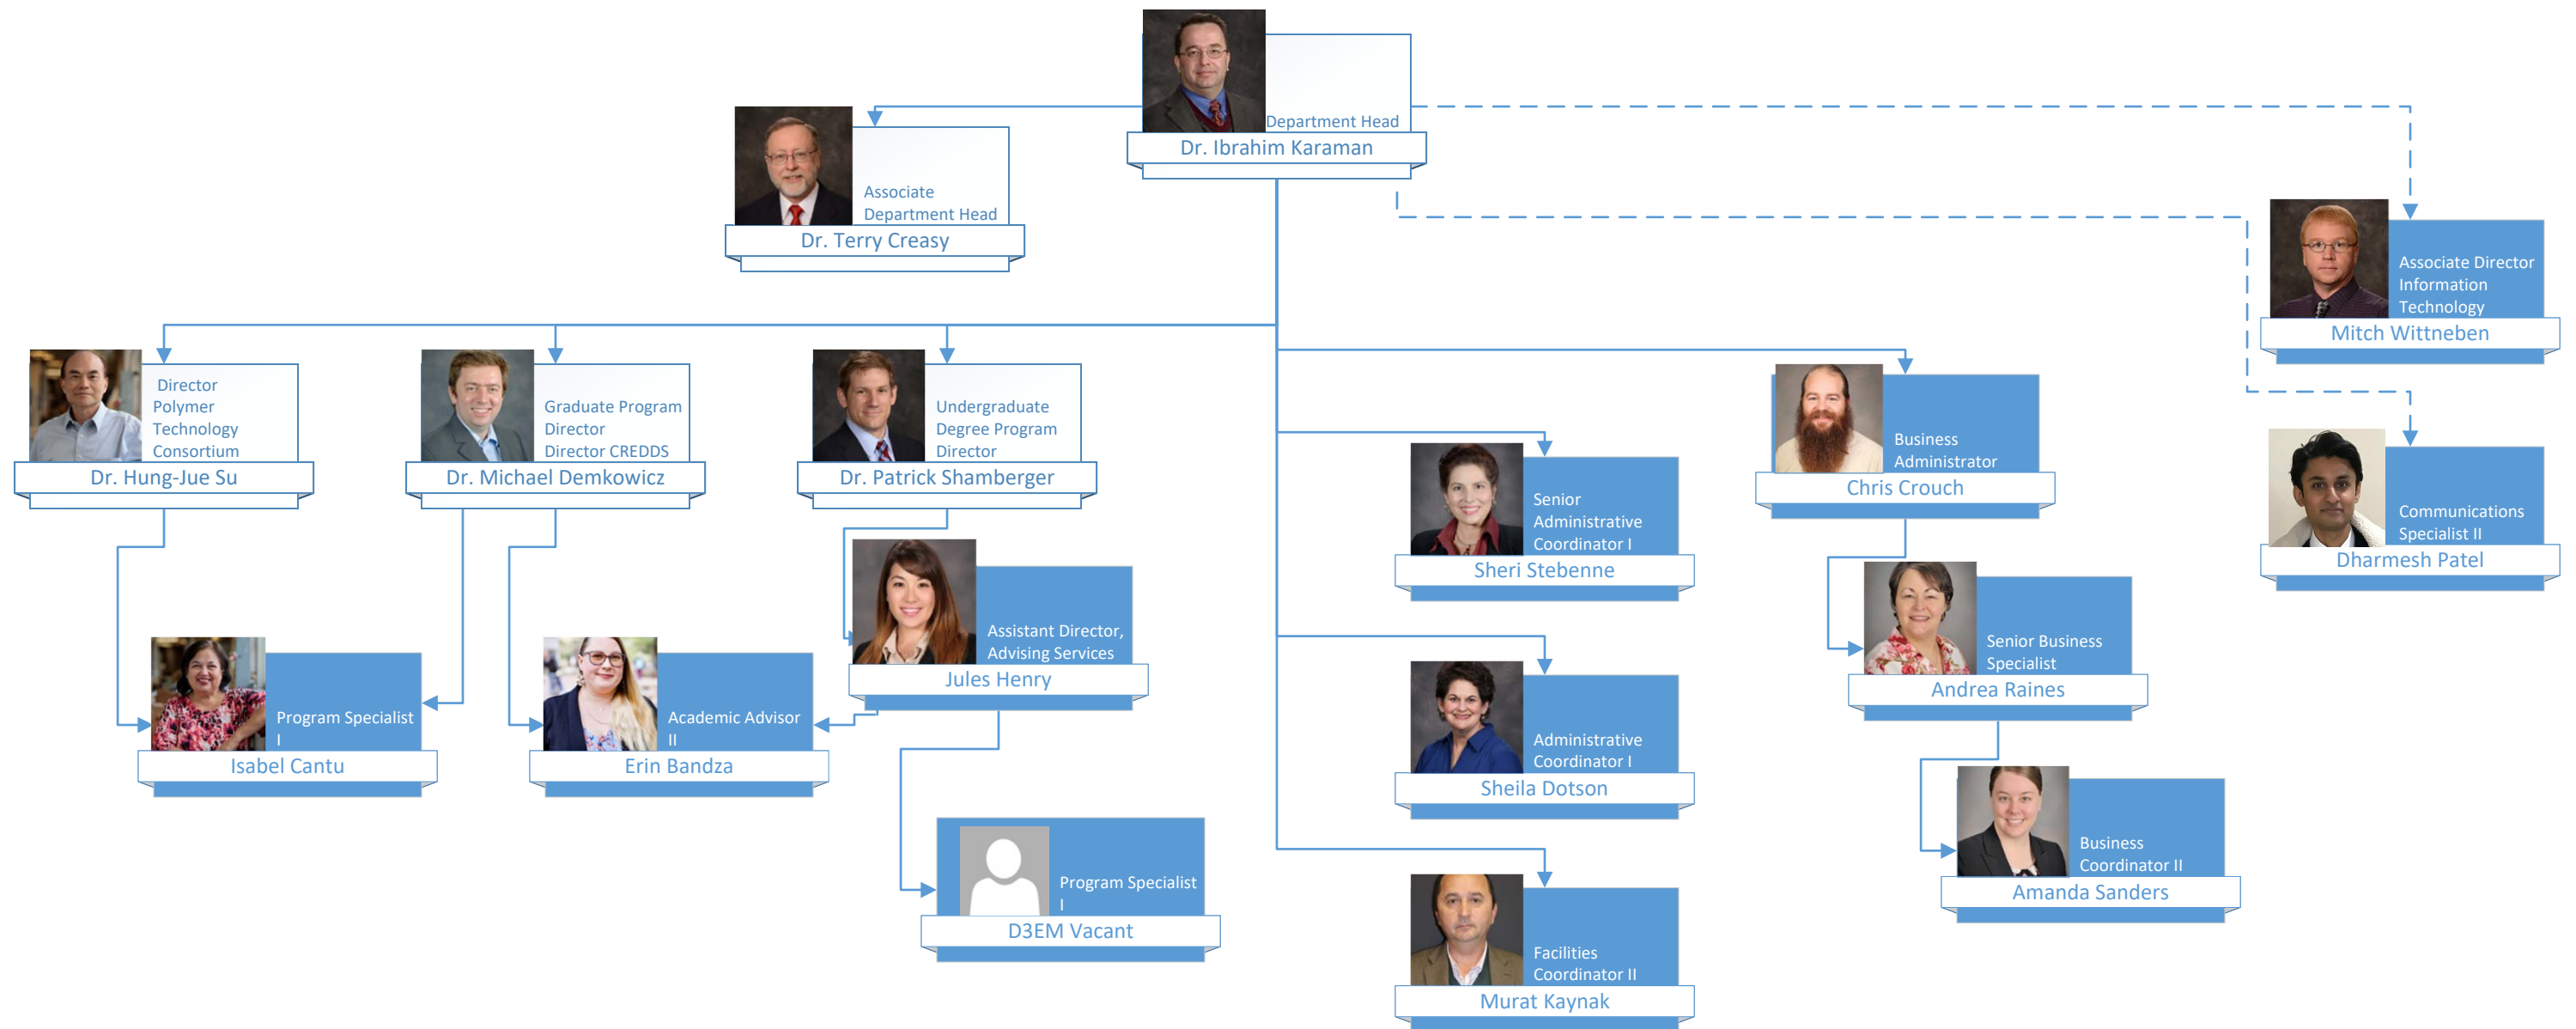 Department Head
Dr. Ibrahim Karaman
Associate
Department Head
Dr. Terry Creasy
Associate Director
Information
Technology
Mitch Wittneben
Director
Polymer
Technology
Consortium
Dr. Hung-Jue Su
Graduate Program
Director
Director CREDDS
Dr. Michael Demkowicz
Undergraduate
Degree Program
Director
Dr. Patrick Shamberger
Business
Administrator
Chris Crouch
Senior
Administrative
Coordinator I
Sheri Stebenne
Communications
Specialist II
Dharmesh Patel
Assistant Director,
Advising Services
Jules Henry
Senior Business
Specialist
Andrea Raines
Program Specialist
I
Isabel Cantu
Academic Advisor
II
Erin Bandza
Administrative
Coordinator I
Sheila Dotson
Business
Coordinator II
Amanda Sanders
Program Specialist
I
D3EM Vacant
Facilities
Coordinator II
Murat Kaynak